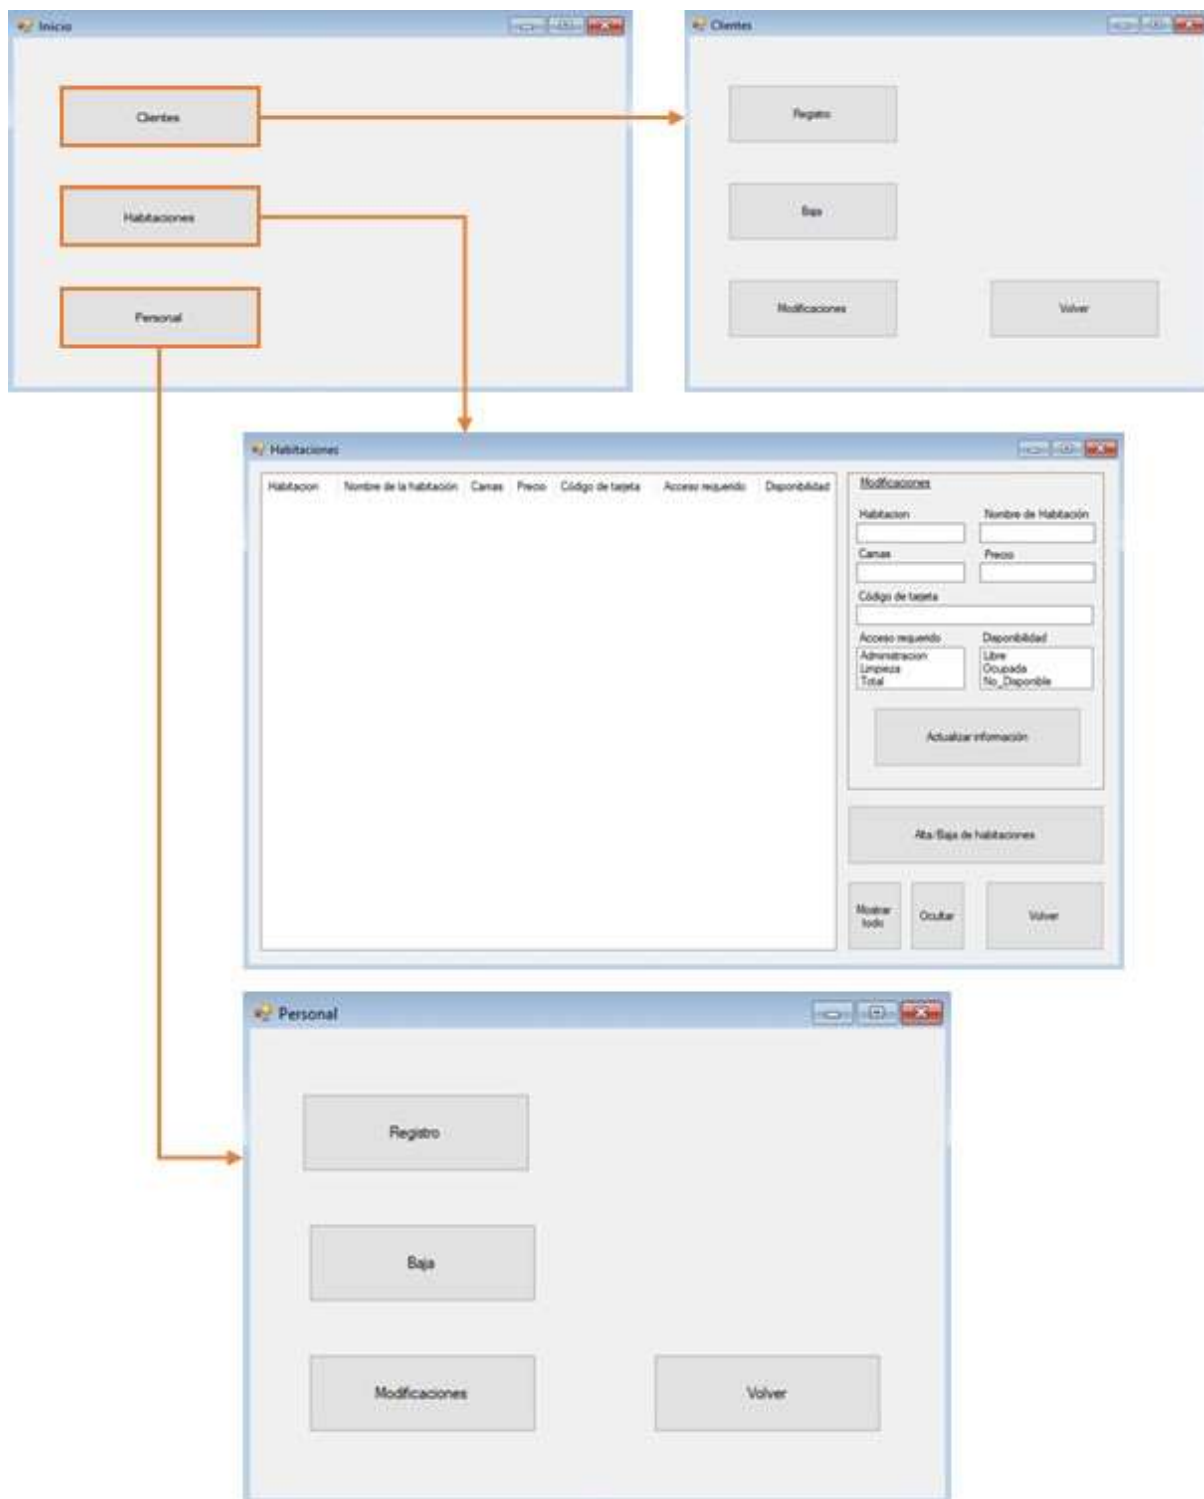 Inicio
Clientes
Habitaciones
Personal
Clientes
Registro
Baja
Modificaciones
Volver
Habitaciones
Habitacion Nombre de la habitación Camas Precio Código de tarjeta Acceso requerido Disponibilidad
Modificaciones
Habitacion Nombre de Habitación
Camas Precio
Código de tarjeta
Acceso requerido Disponibilidad
Administracion Libre
Limpieza Ocupada
Total No_Disponible
Actualizar información
Alta/Baja de habitaciones
Mostrar
todo
Ocultar
Volver
Personal
Registro
Baja
Modificaciones
Volver